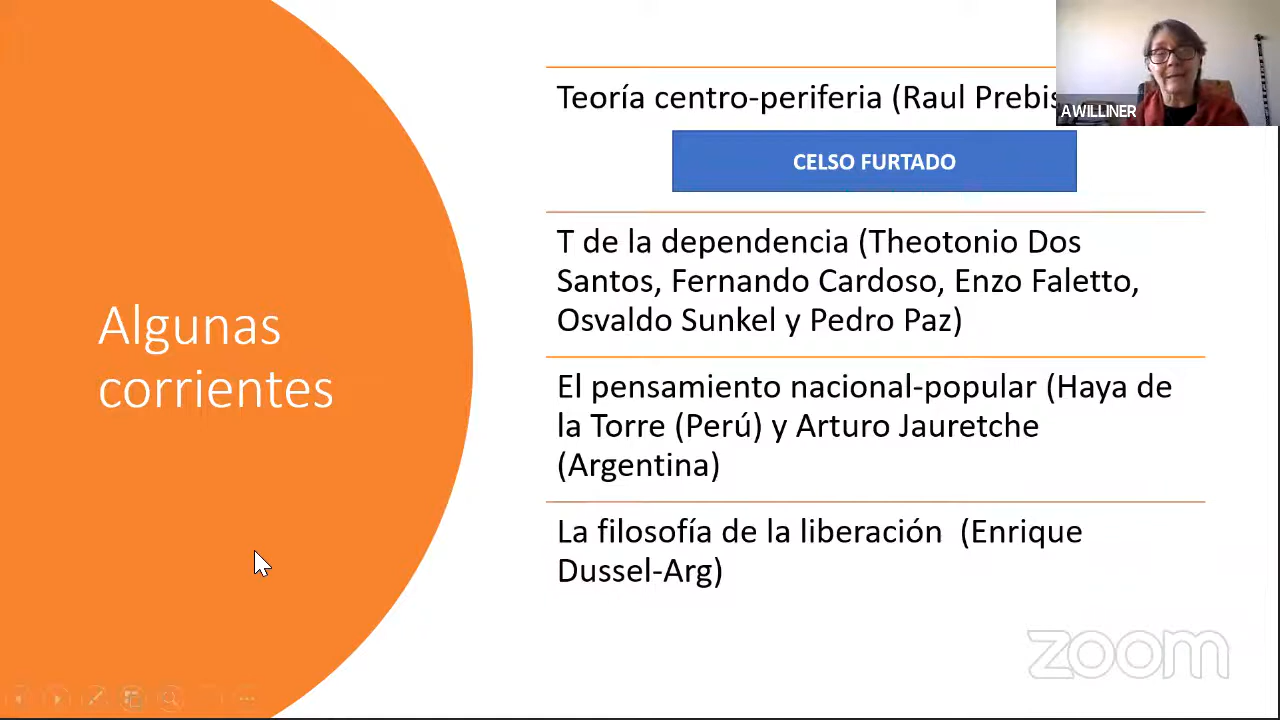 Teoría centro-periferia (Raul
A WILLINER
CELSO FURTADO
T de la dependencia (Theotonio Dos
Santos, Fernando Cardoso, Enzo Faletto,
Osvaldo Sunkel y Pedro Paz)
Algunas
corrientes
El pensamiento nacional-popular (Haya de
la Torre (Perú) y Arturo Jauretche
(Argentina)
La filosofía de la liberación (Enrique
Dussel-Arg)
zoom